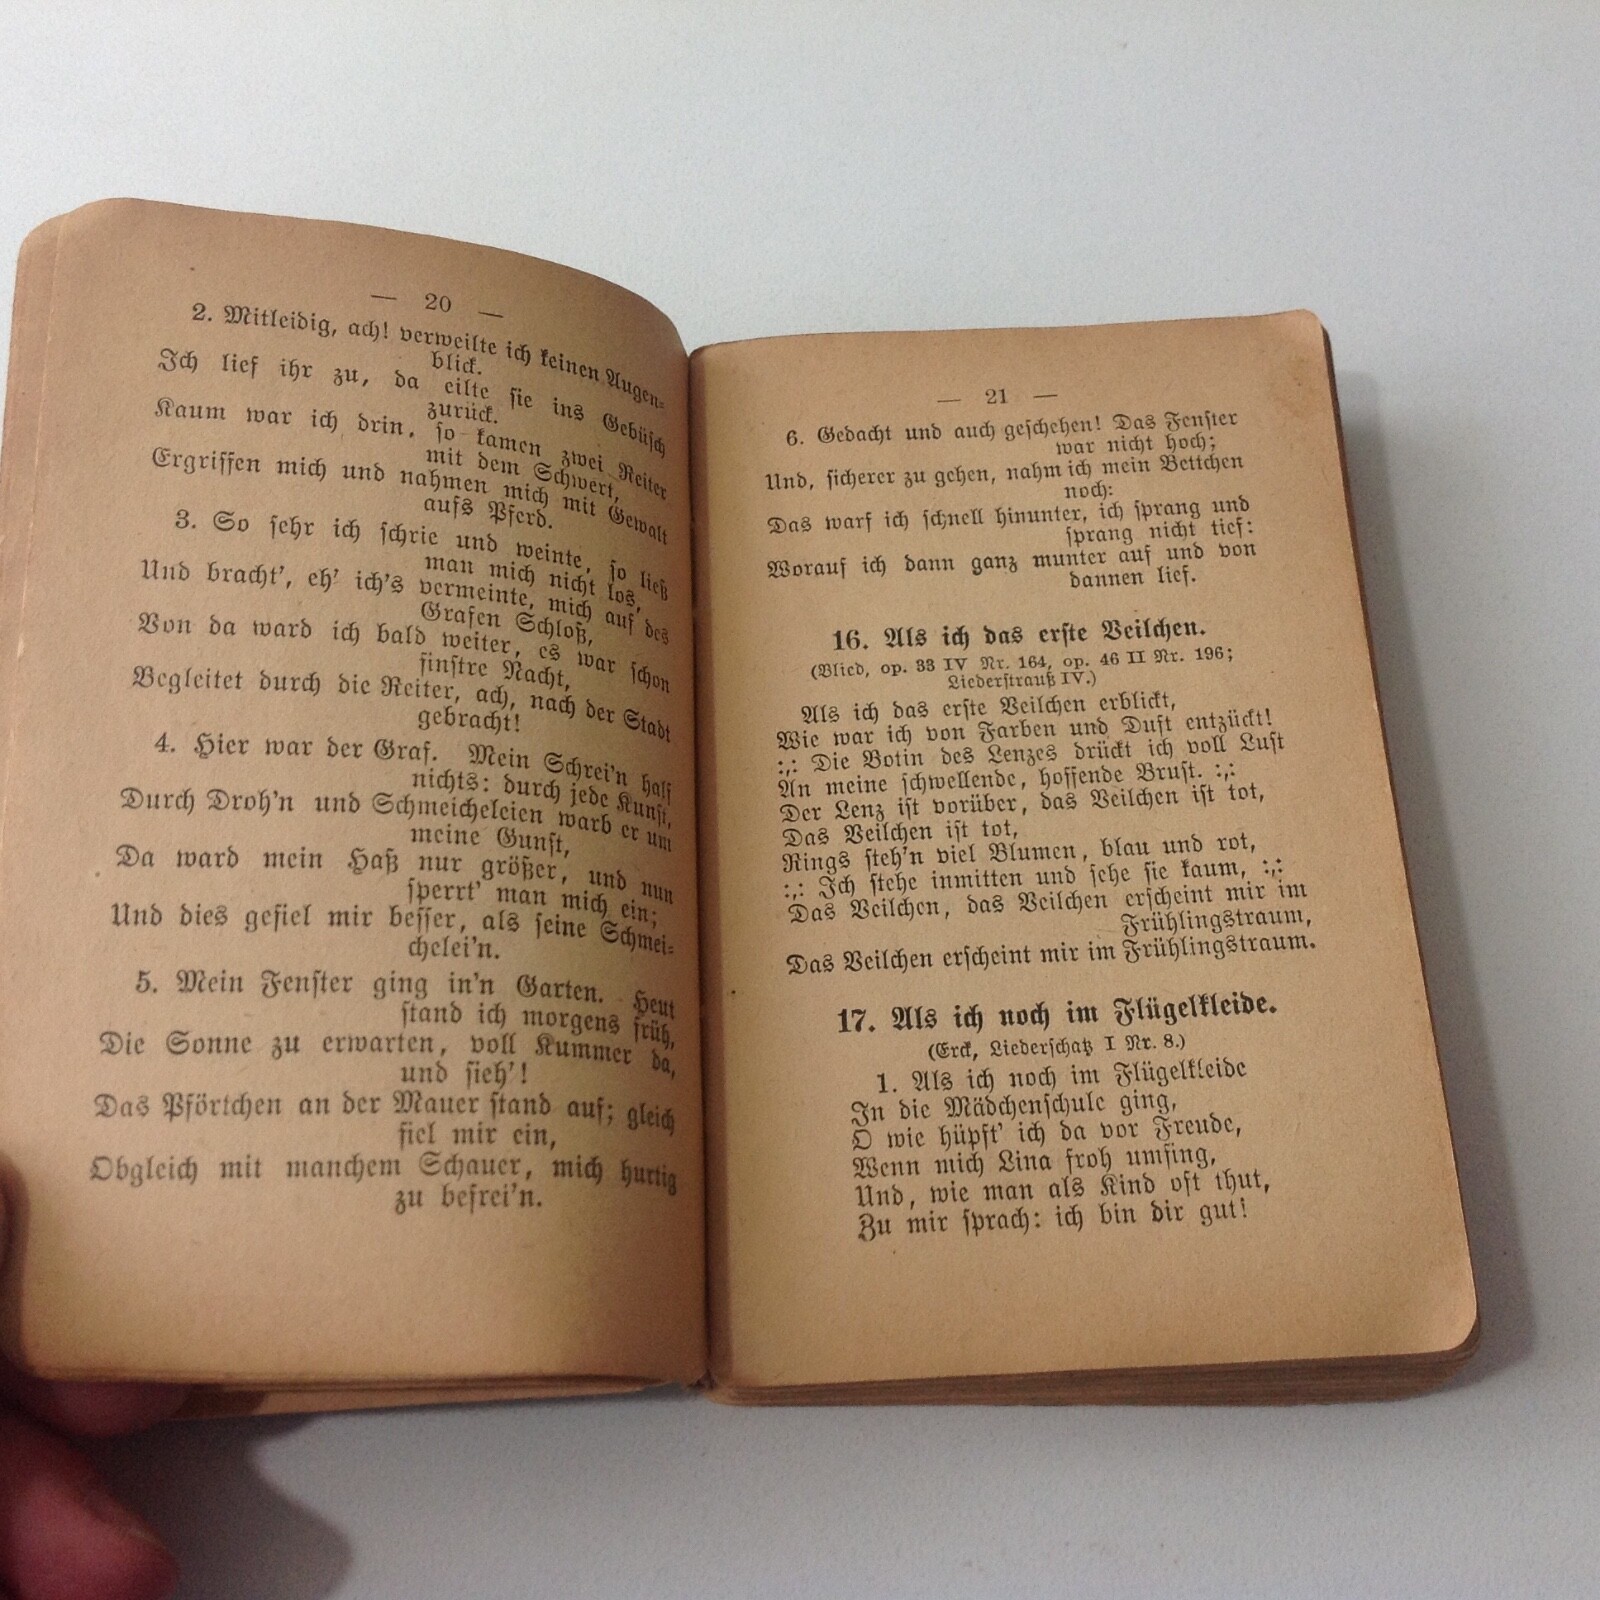 — 20 —
2. Mitleidig, ach! verweilte ich keinen Augen-
blick.
Ich lief ihr zu, da eilte sie ins Gebüsch
zurück.
Kaum war ich drin, so kamen zwei Reiter
mit dem Schwert,
Ergriffen mich und nahmen mich mit Gewalt
aufs Pferd.
3. So sehr ich schrie und weinte, so ließ
man mich nicht los,
Und bracht', eh' ich's vermeinte, mich auf des
Grafen Schloß,
Von da ward ich bald weiter, es war schon
finstre Nacht,
Begleitet durch die Reiter, ach, nach der Stadt
gebracht!
4. Hier war der Graf. Mein Schrei'n half
nichts: durch jede Kunst,
Durch Droh'n und Schmeicheleien warb er um
meine Gunst,
Da ward mein Haß nur größer, und nun
sperrt' man mich ein;
Und dies gefiel mir besser, als seine Schmei-
chelei'n.
5. Mein Fenster ging in'n Garten. Heut
stand ich morgens früh,
Die Sonne zu erwarten, voll Kummer da,
und sieh'!
Das Pförtchen an der Mauer stand auf; gleich
fiel mir ein,
Obgleich mit manchem Schauer, mich hurtig
zu befrei'n.
— 21 —
6. Gedacht und auch geschehen! Das Fenster
war nicht hoch;
Und, sicherer zu gehen, nahm ich mein Bettchen
noch:
Das warf ich schnell hinunter, ich sprang und
sprang nicht tief:
Worauf ich dann ganz munter auf und von
dannen lief.
16. Als ich das erste Veilchen.
(Blied, op. 33 IV Nr. 164, op. 46 II Nr. 196;
Liederstrauß IV.)
Als ich das erste Veilchen erblickt,
Wie war ich von Farben und Duft entzückt!
:,: Die Botin des Lenzes drückt ich voll Lust
An meine schwellende, hoffende Brust. :,:
Der Lenz ist vorüber, das Veilchen ist tot,
Das Veilchen ist tot,
Rings steh'n viel Blumen, blau und rot,
:,: Ich stehe inmitten und sehe sie kaum, :,:
Das Veilchen, das Veilchen erscheint mir im
Frühlingstraum,
Das Veilchen erscheint mir im Frühlingstraum.
17. Als ich noch im Flügelkleide.
(Erck, Liederschatz I Nr. 8.)
1. Als ich noch im Flügelkleide
In die Mädchenschule ging,
O wie hüpft' ich da vor Freude,
Wenn mich Lina froh umfing,
Und, wie man als Kind oft thut,
Zu mir sprach: ich bin dir gut!